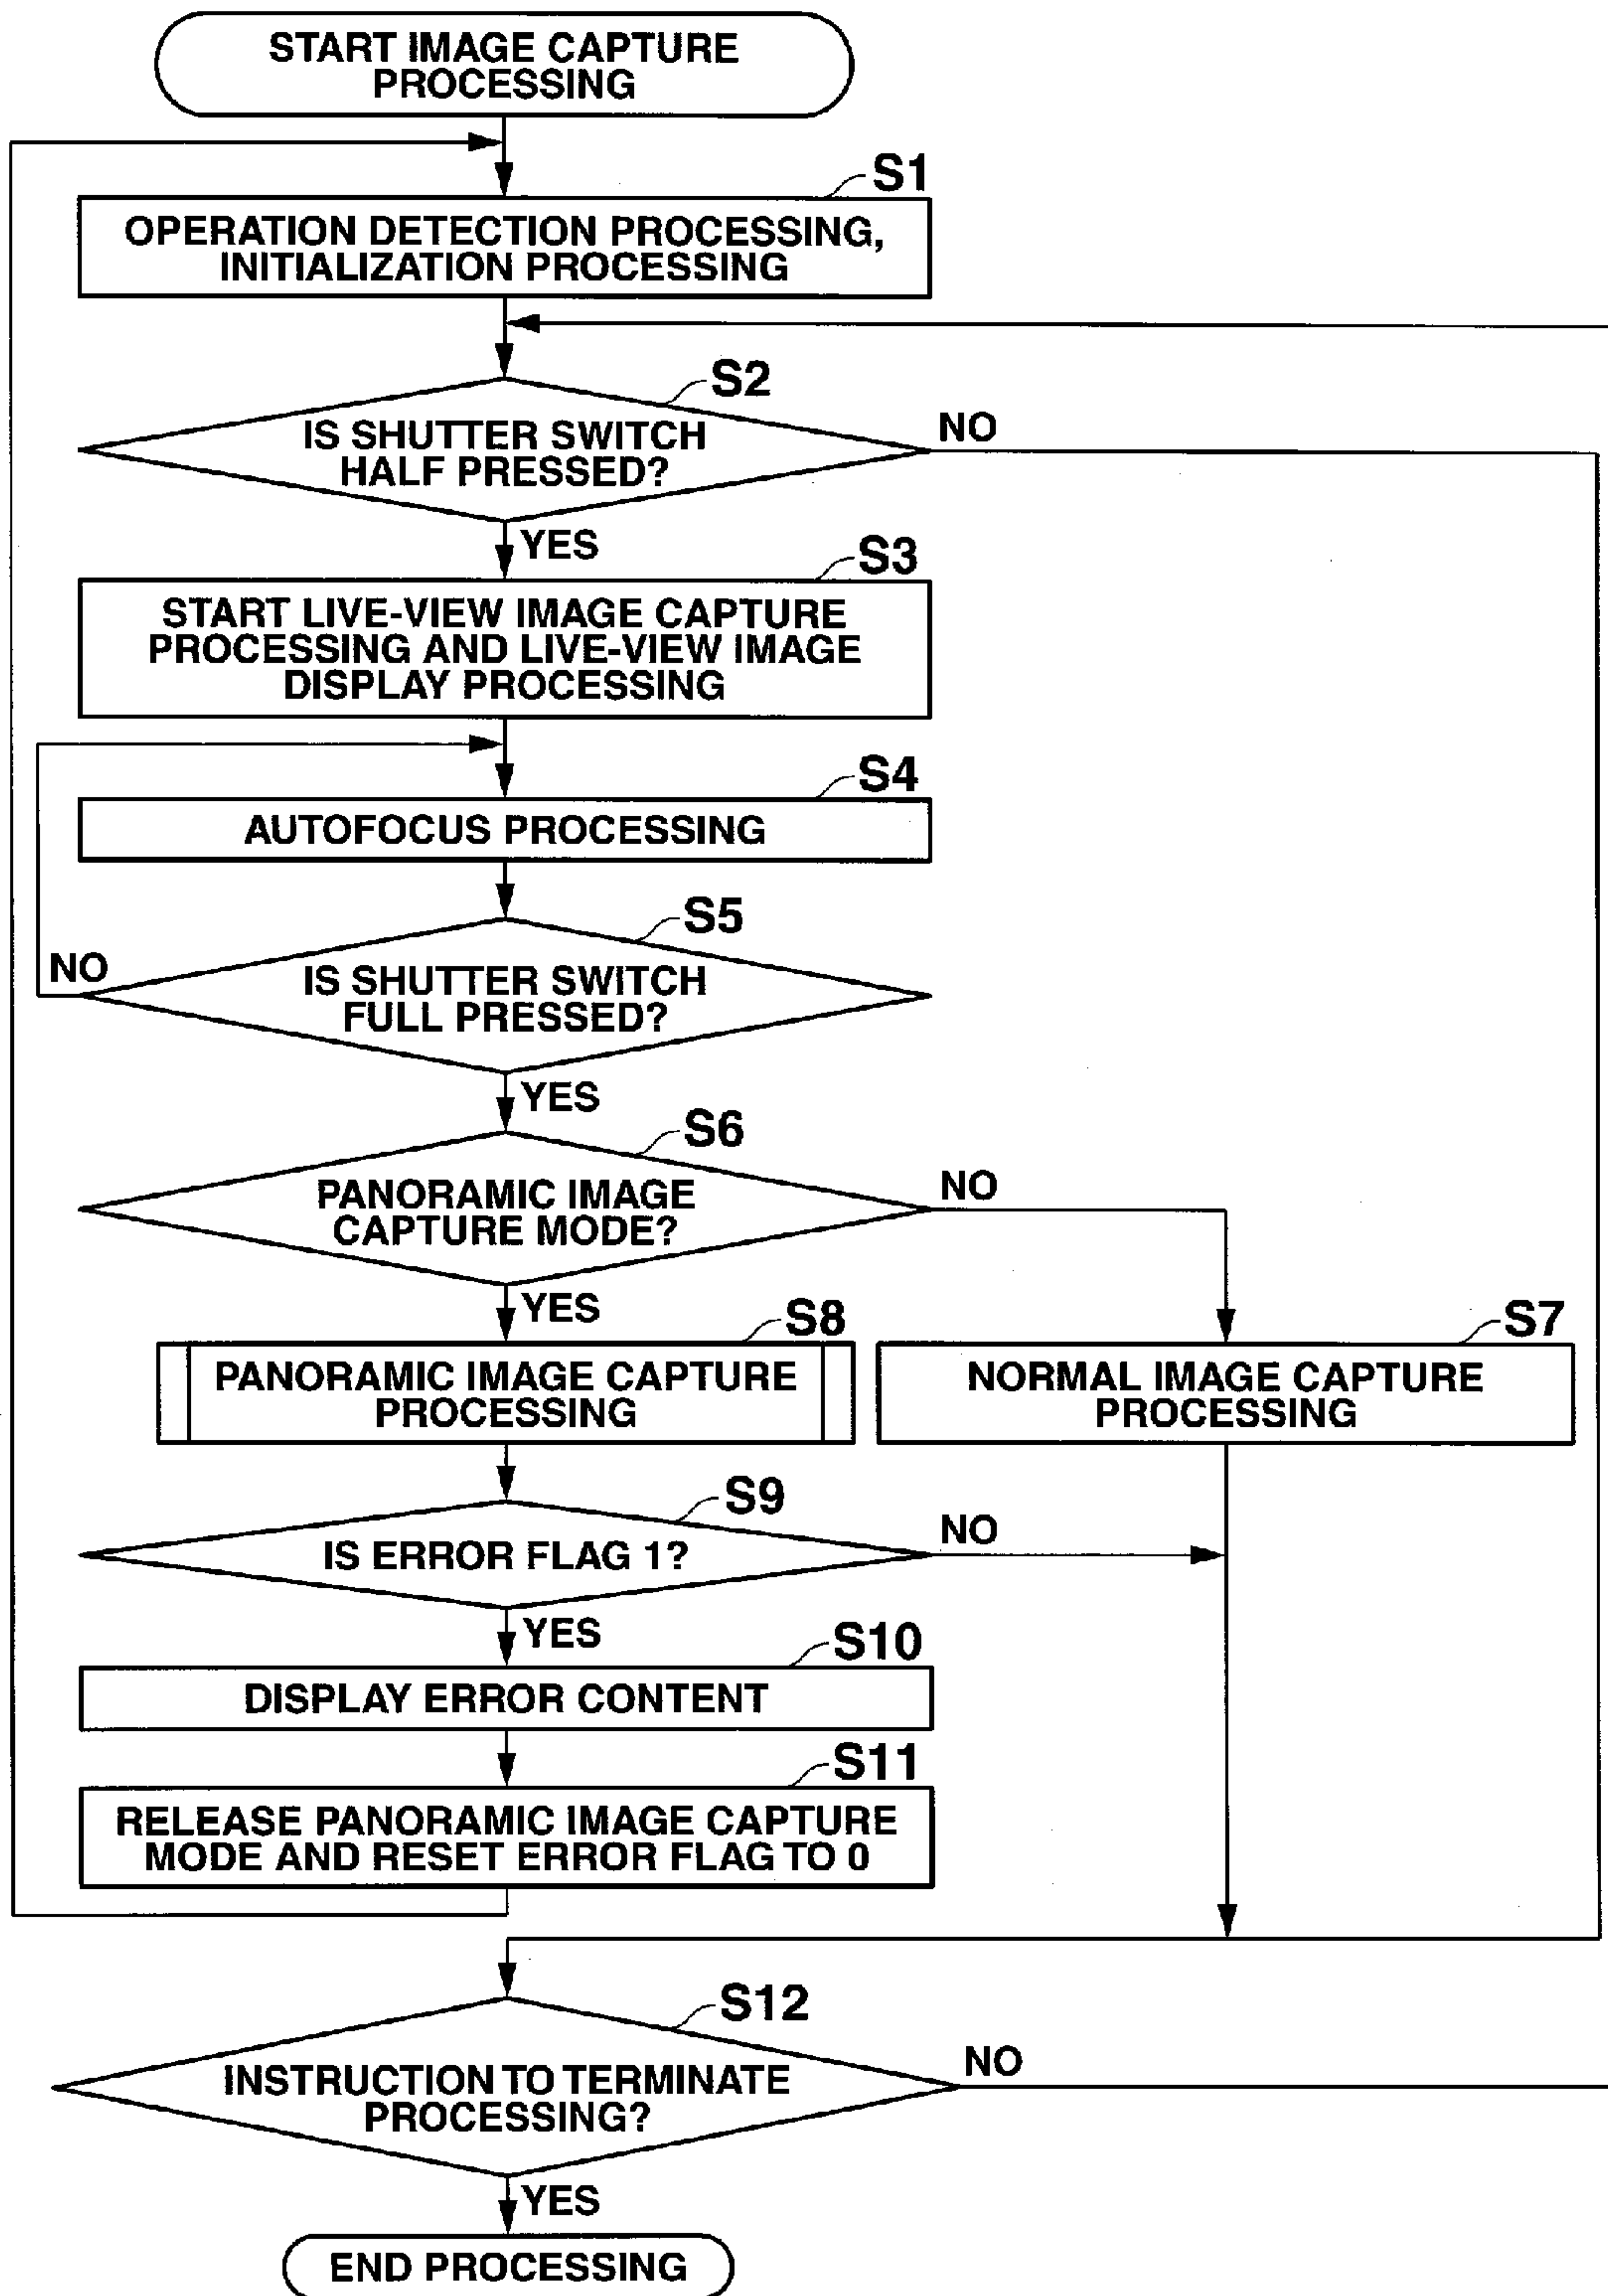 START IMAGE CAPTURE
PROCESSING
S1
OPERATION DETECTION PROCESSING,
INITIALIZATION PROCESSING
S2
IS SHUTTER SWITCH
HALF PRESSED?
NO
YES
S3
START LIVE-VIEW IMAGE CAPTURE
PROCESSING AND LIVE-VIEW IMAGE
DISPLAY PROCESSING
S4
AUTOFOCUS PROCESSING
S5
NO
IS SHUTTER SWITCH
FULL PRESSED?
YES
S6
PANORAMIC IMAGE
CAPTURE MODE?
NO
YES
S8
PANORAMIC IMAGE CAPTURE
PROCESSING
S7
NORMAL IMAGE CAPTURE
PROCESSING
S9
IS ERROR FLAG 1?
NO
YES
S10
DISPLAY ERROR CONTENT
S11
RELEASE PANORAMIC IMAGE CAPTURE
MODE AND RESET ERROR FLAG TO 0
S12
INSTRUCTION TO TERMINATE
PROCESSING?
NO
YES
END PROCESSING